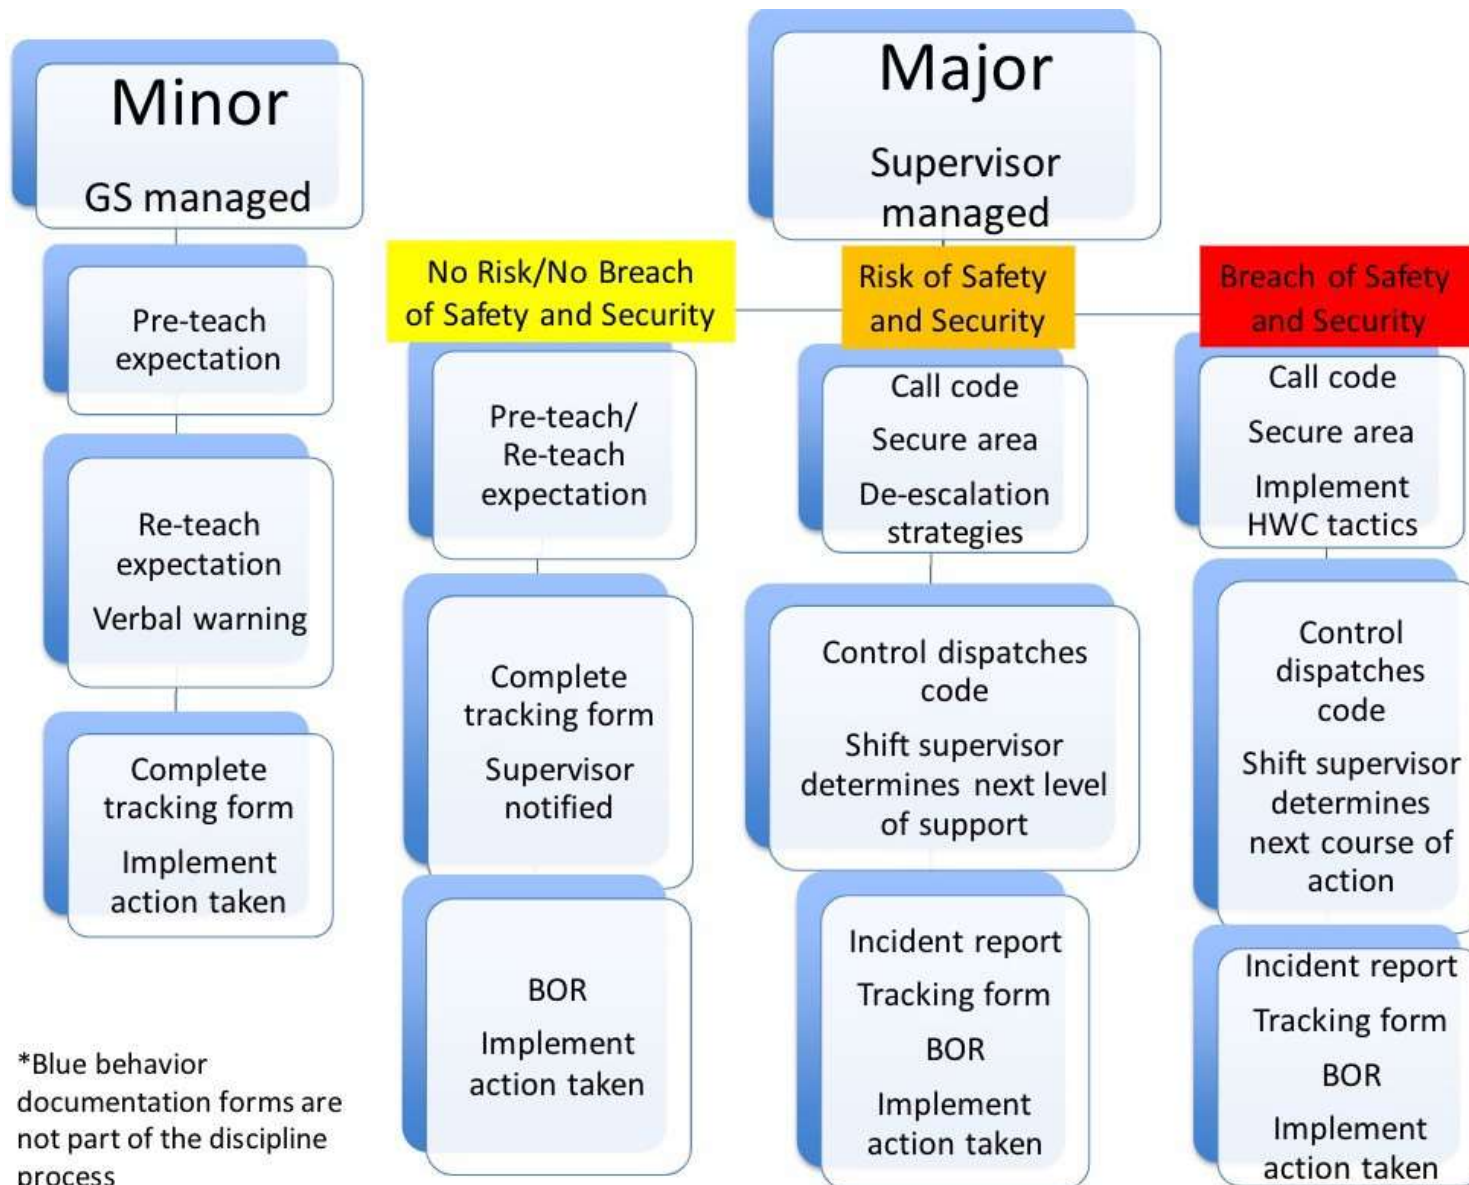 Minor
GS managed
Pre-teach
expectation
Re-teach
expectation
Verbal warning
Complete
tracking form
Implement
action taken
*Blue behavior
documentation forms are
not part of the discipline
process
Major
Supervisor
managed
No Risk/No Breach
of Safety and Security
Pre-teach/
Re-teach
expectation
Complete
tracking form
Supervisor
notified
BOR
Implement
action taken
Risk of Safety
and Security
Call code
Secure area
De-escalation
strategies
Control dispatches
code
Shift supervisor
determines next level
of support
Incident report
Tracking form
BOR
Implement
action taken
Breach of Safety
and Security
Call code
Secure area
Implement
HWC tactics
Control
dispatches
code
Shift supervisor
determines
next course of
action
Incident report
Tracking form
BOR
Implement
action taken